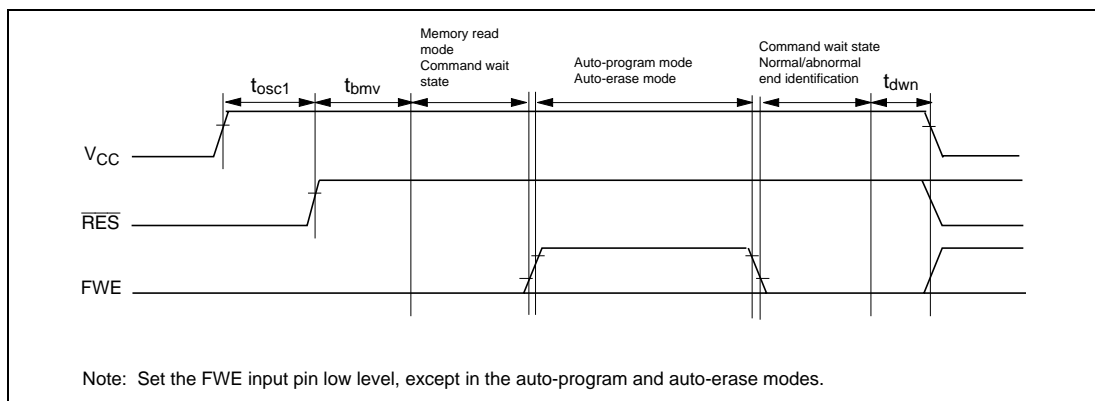 Memory read
mode
Command wait
state
Auto-program mode
Auto-erase mode
Command wait state
Normal/abnormal
end identification
tosc1
tbmv
tdwn
VCC
RES
FWE
Note: Set the FWE input pin low level, except in the auto-program and auto-erase modes.